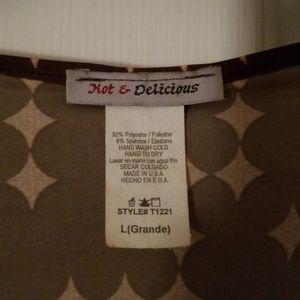 Hot & Delicious
92% Polyester / Poliester
8% Spandex / Elastano
HAND WASH COLD
HANG TO DRY
Lavar en mano con agua fria
SECAR COLGADO
MADE IN U.S.A.
HECHO EN E.U.A.
STYLE# T1221
L(Grande)